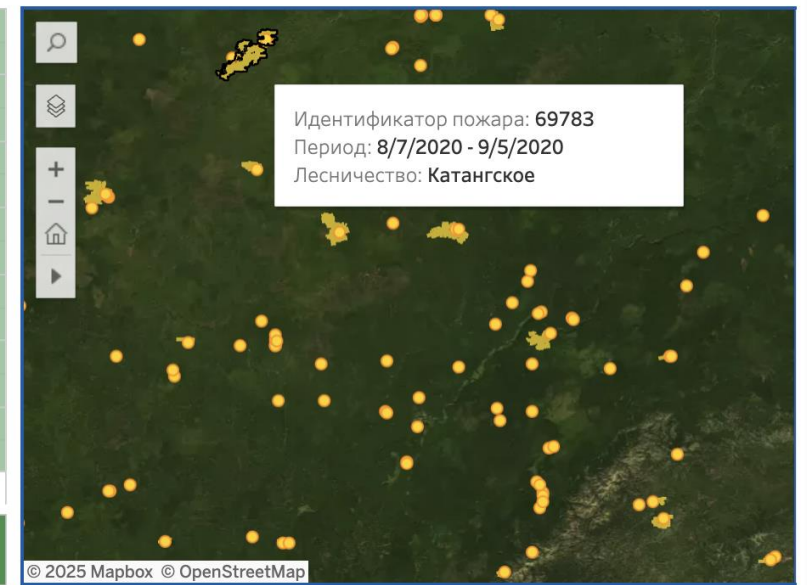 Идентификатор пожара: 69783
Период: 8/7/2020 - 9/5/2020
Лесничество: Катангское
© 2025 Mapbox © OpenStreetMap